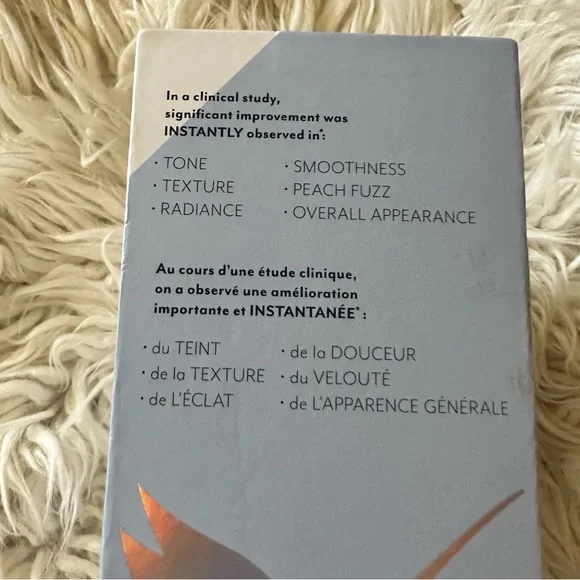 In a clinical study,
significant improvement was
INSTANTLY observed in*:
· TONE
· TEXTURE
· RADIANCE
· SMOOTHNESS
· PEACH FUZZ
· OVERALL APPEARANCE
Au cours d'une étude clinique,
on a observé une amélioration
importante et INSTANTANÉE* :
· du TEINT
· de la TEXTURE
· de L'ÉCLAT
· de la DOUCEUR
· du VELOUTÉ
· de L'APPARENCE GÉNÉRALE